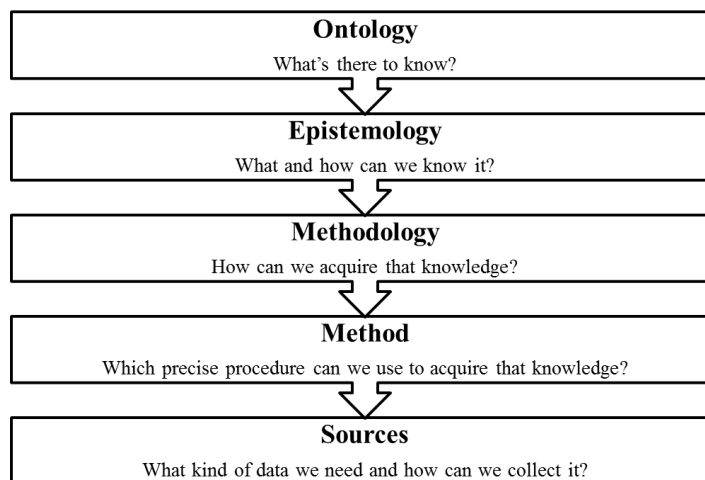 Ontology
What's there to know?
Epistemology
What and how can we know it?
Methodology
How can we acquire that knowledge?
Method
Which precise procedure can we use to acquire that knowledge?
Sources
What kind of data we need and how can we collect it?